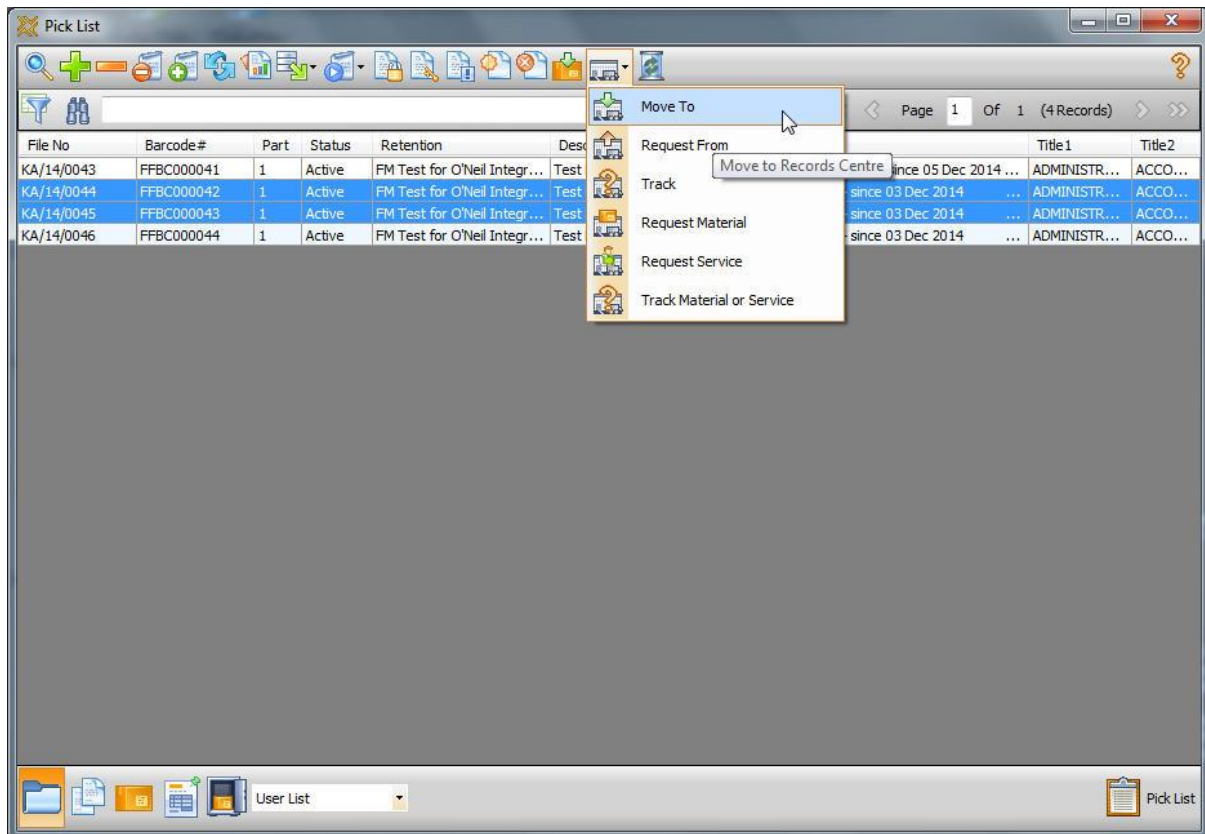 Pick List
Page 1 Of 1 (4 Records)
Move To
Request From
Move to Records Centre
Track
Request Material
Request Service
Track Material or Service
File No Barcode# Part Status Retention Title1 Title2
KA/14/0043 FFBC000041 1 Active FM Test for O'Neil Integr... Test since 05 Dec 2014 ... ADMINISTR... ACCO...
KA/14/0044 FFBC000042 1 Active FM Test for O'Neil Integr... Test since 03 Dec 2014 ... ADMINISTR... ACCO...
KA/14/0045 FFBC000043 1 Active FM Test for O'Neil Integr... Test since 03 Dec 2014 ... ADMINISTR... ACCO...
KA/14/0046 FFBC000044 1 Active FM Test for O'Neil Integr... Test since 03 Dec 2014 ... ADMINISTR... ACCO...
User List
Pick List